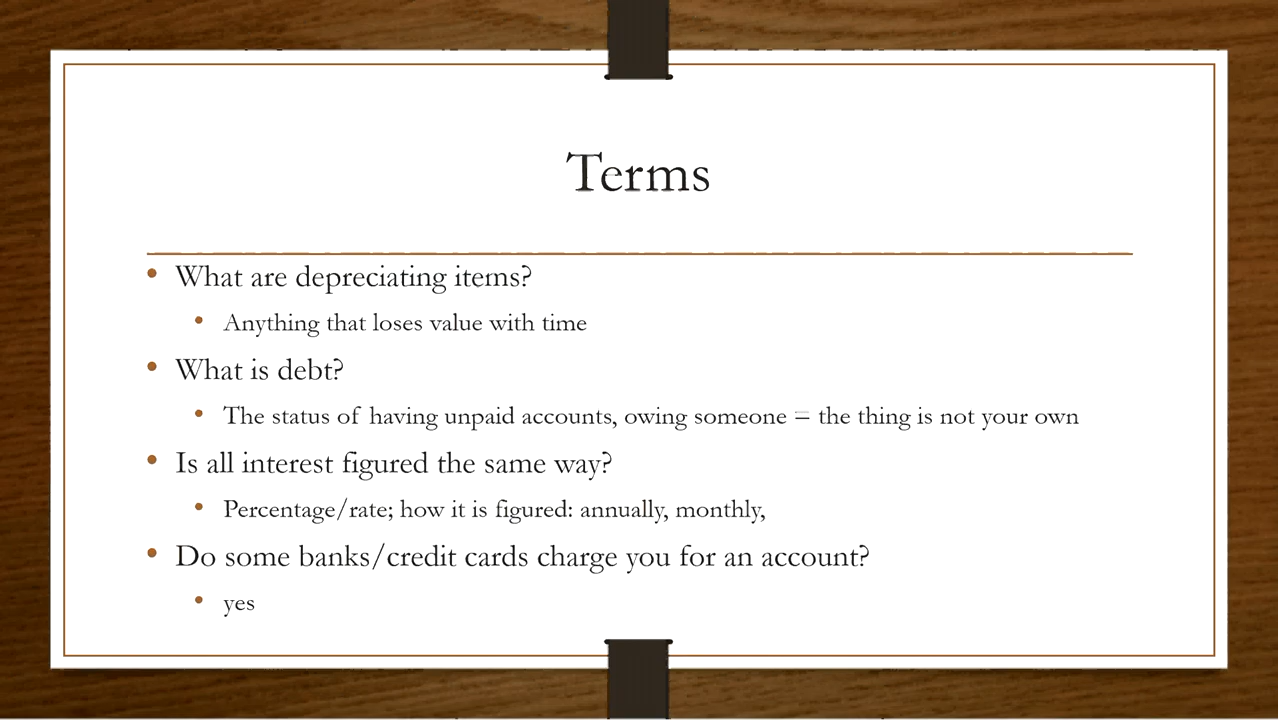 Terms
• What are depreciating items?
• Anything that loses value with time
• What is debt?
• The status of having unpaid accounts, owing someone = the thing is not your own
• Is all interest figured the same way?
• Percentage/rate; how it is figured: annually, monthly,
• Do some banks/credit cards charge you for an account?
• yes